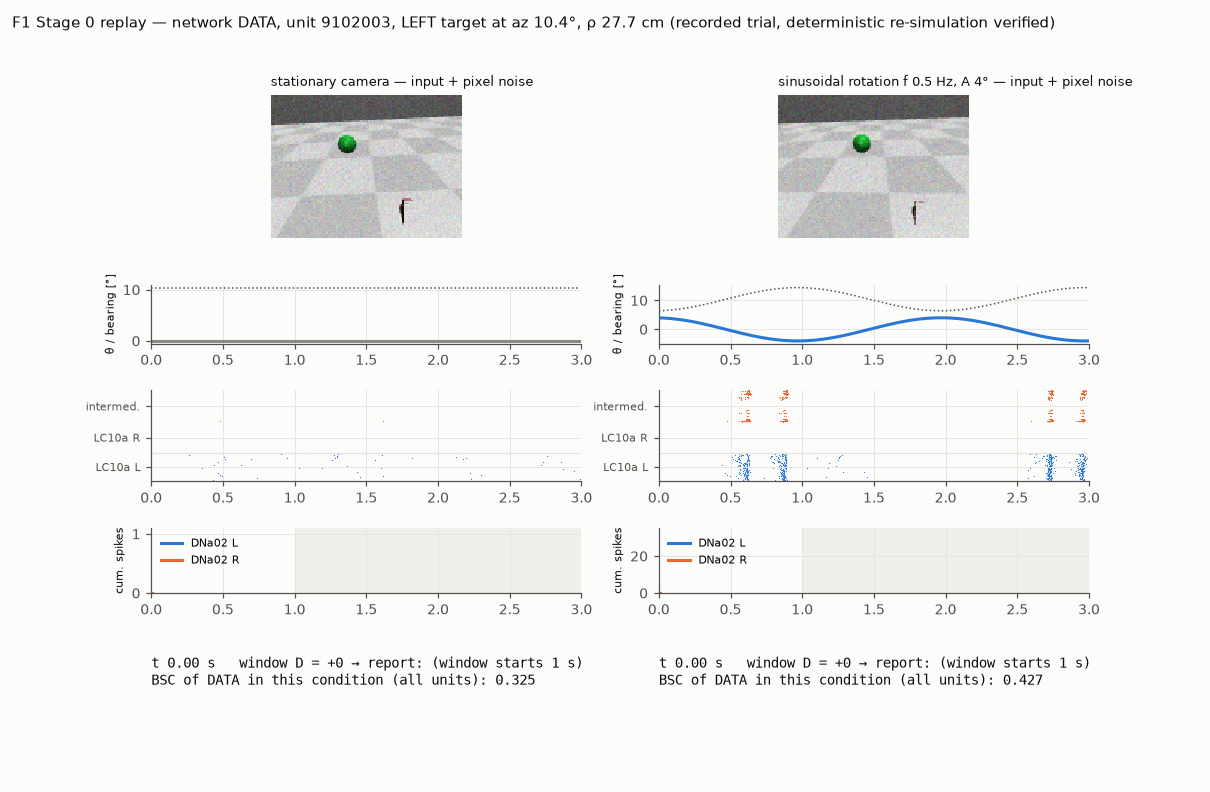 F1 Stage 0 replay — network DATA, unit 9102003, LEFT target at az 10.4°, ρ 27.7 cm (recorded trial, deterministic re-simulation verified)
stationary camera — input + pixel noise
sinusoidal rotation f 0.5 Hz, A 4° — input + pixel noise
θ / bearing [°]
10
0
0.0 0.5 1.0 1.5 2.0 2.5 3.0
θ / bearing [°]
10
0
0.0 0.5 1.0 1.5 2.0 2.5 3.0
intermed.
LC10a R
LC10a L
0.0 0.5 1.0 1.5 2.0 2.5 3.0
intermed.
LC10a R
LC10a L
0.0 0.5 1.0 1.5 2.0 2.5 3.0
cum. spikes
1
0
DNa02 L
DNa02 R
0.0 0.5 1.0 1.5 2.0 2.5 3.0
cum. spikes
20
0
DNa02 L
DNa02 R
0.0 0.5 1.0 1.5 2.0 2.5 3.0
t 0.00 s   window D = +0 → report: (window starts 1 s)
BSC of DATA in this condition (all units): 0.325
t 0.00 s   window D = +0 → report: (window starts 1 s)
BSC of DATA in this condition (all units): 0.427